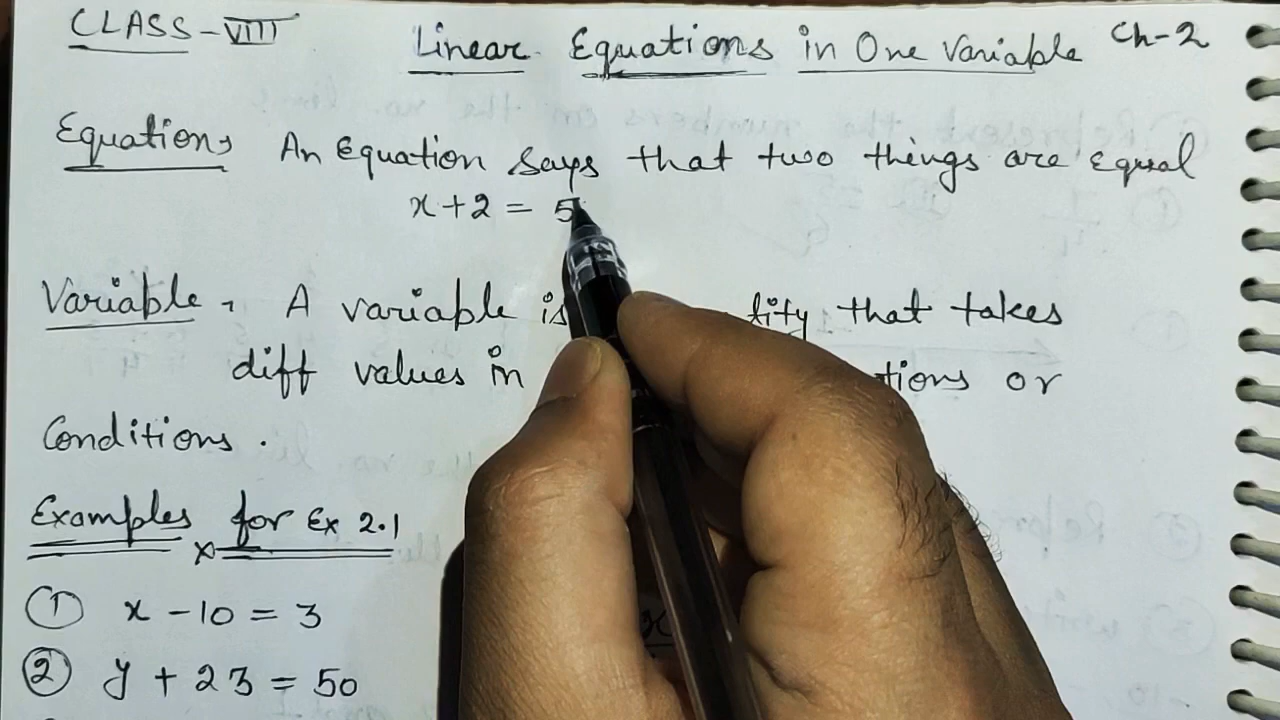 CLASS-VIII
Linear Equations in One Variable Ch-2
Equation, An Equation Says that two things are equal
x+2 = 5
Variable, A variable is that takes
diff values in or
Conditions.
Examples for Ex 2.1
① x - 10 = 3
② y + 23 = 50